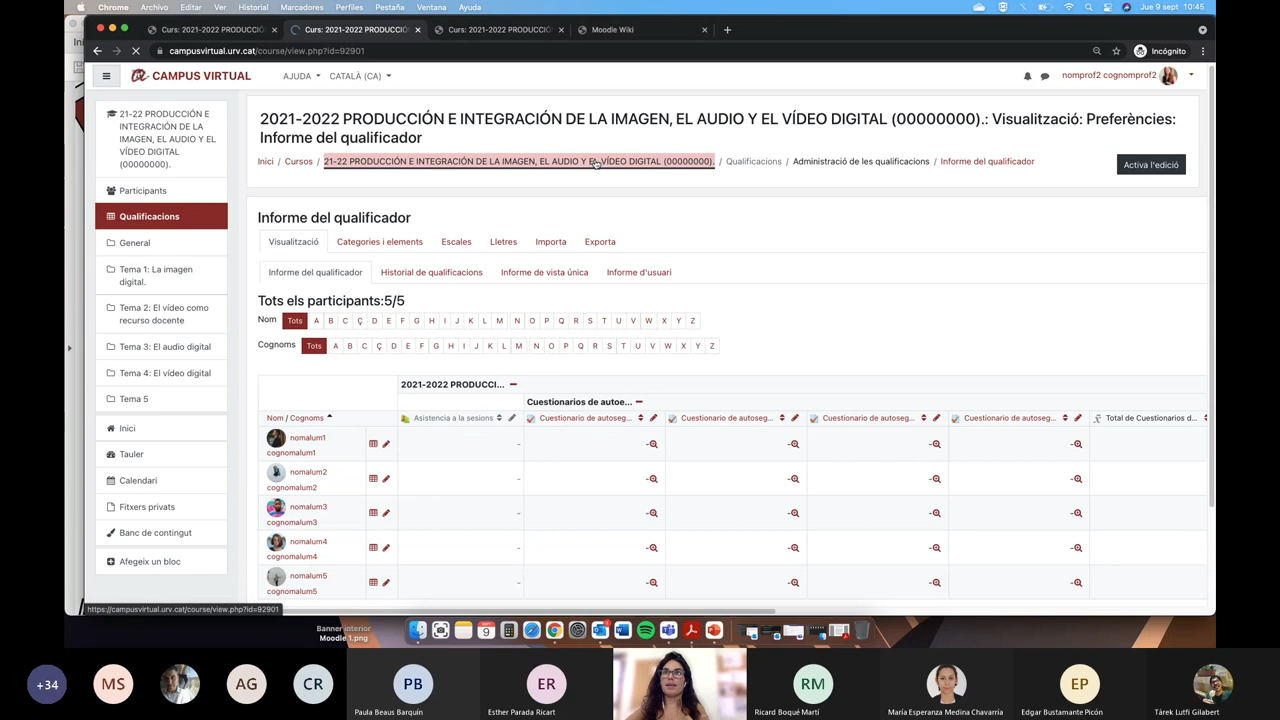 Chrome Archivo Editar Ver Historial Marcadores Perfiles Pestaña Ventana Ayuda Jue 9 sept 10:45
Curs: 2021-2022 PRODUCCIÓ × Curs: 2021-2022 PRODUCCIÓ × Curs: 2021-2022 PRODUCCIÓ × Moodle Wiki × +
campusvirtual.urv.cat/course/view.php?id=92901 Incógnito
CAMPUS VIRTUAL AJUDA CATALÀ (CA) nomprof2 cognomprof2
21-22 PRODUCCIÓN E
INTEGRACIÓN DE LA
IMAGEN, EL AUDIO Y EL
VÍDEO DIGITAL
(00000000).
Participants
Qualificacions
General
Tema 1: La imagen
digital.
Tema 2: El vídeo como
recurso docente
Tema 3: El audio digital
Tema 4: El vídeo digital
Tema 5
Inici
Tauler
Calendari
Fitxers privats
Banc de contingut
Afegeix un bloc
https://campusvirtual.urv.cat/course/view.php?id=92901
2021-2022 PRODUCCIÓN E INTEGRACIÓN DE LA IMAGEN, EL AUDIO Y EL VÍDEO DIGITAL (00000000).: Visualització: Preferències:
Informe del qualificador
Inici / Cursos / 21-22 PRODUCCIÓN E INTEGRACIÓN DE LA IMAGEN, EL AUDIO Y EL VÍDEO DIGITAL (00000000). / Qualificacions / Administració de les qualificacions / Informe del qualificador
Activa l'edició
Informe del qualificador
Visualització Categories i elements Escales Lletres Importa Exporta
Informe del qualificador Historial de qualificacions Informe de vista única Informe d'usuari
Tots els participants:5/5
Nom Tots A B C Ç D E F G H I J K L M N O P Q R S T U V W X Y Z
Cognoms Tots A B C Ç D E F G H I J K L M N O P Q R S T U V W X Y Z
2021-2022 PRODUCCI...
Cuestionarios de autoe...
Nom / Cognoms Asistencia a la sesions Cuestionario de autoseg... Cuestionario de autoseg... Cuestionario de autoseg... Cuestionario de autoseg... Total de Cuestionarios d...
nomalum1
cognomalum1
- - - - -
nomalum2
cognomalum2
- - - - -
nomalum3
cognomalum3
- - - - -
nomalum4
cognomalum4
- - - - -
nomalum5
cognomalum5
- - - - -
Banner interior
Moodle 1.png
+34 MS AG CR PB ER RM EP
Paula Beaus Barquín Esther Parada Ricart Ricard Boqué Martí María Esperanza Medina Chavarría Edgar Bustamante Picón Tárek Lutfi Gilabert